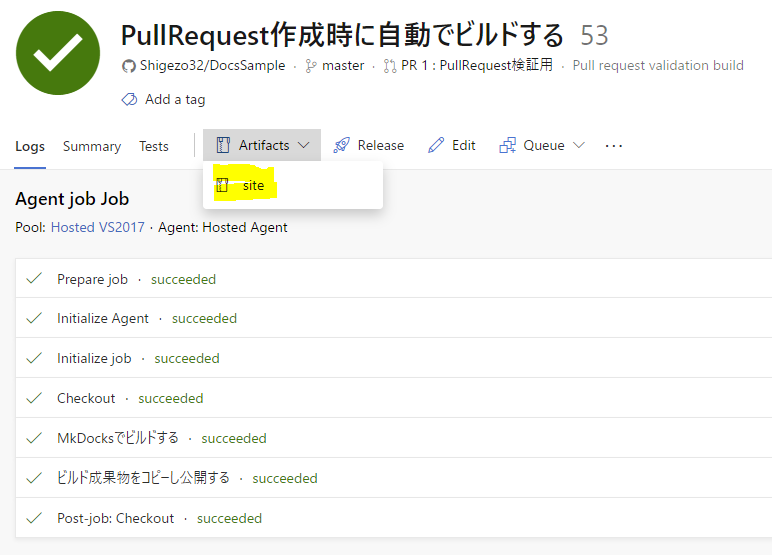 PullRequest作成時に自動でビルドする 53
Shigezo32/DocsSample · master · PR 1 : PullRequest検証用 · Pull request validation build
Add a tag
Logs Summary Tests Artifacts Release Edit Queue ···
site
Agent job Job
Pool: Hosted VS2017 · Agent: Hosted Agent
Prepare job · succeeded
Initialize Agent · succeeded
Initialize job · succeeded
Checkout · succeeded
MkDocksでビルドする · succeeded
ビルド成果物をコピーし公開する · succeeded
Post-job: Checkout · succeeded